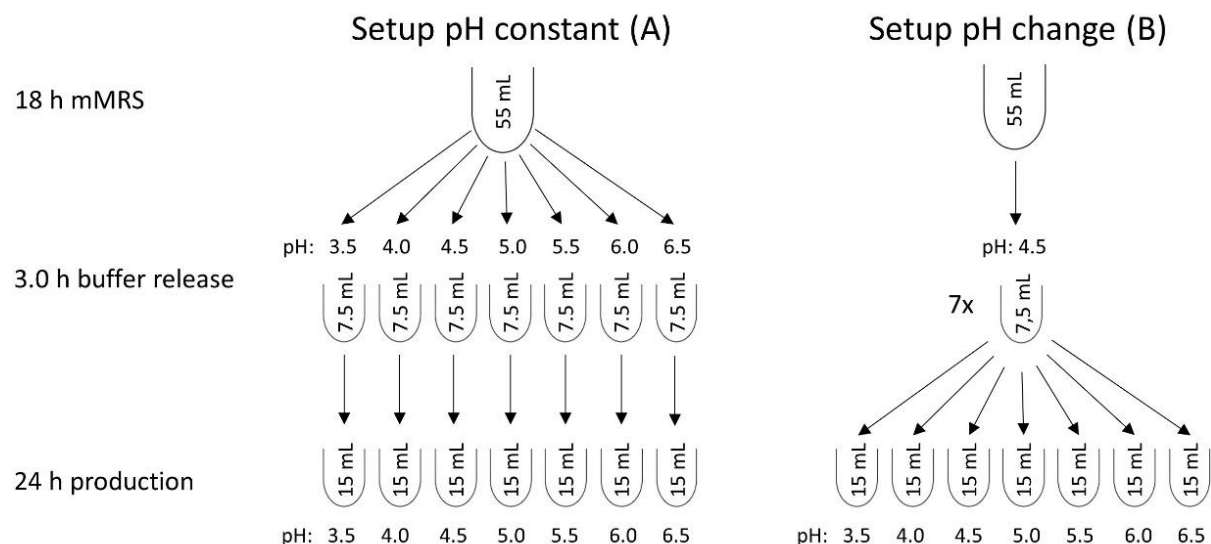 Setup pH constant (A)
Setup pH change (B)
18 h mMRS
55 mL
55 mL
pH: 3.5 4.0 4.5 5.0 5.5 6.0 6.5
pH: 4.5
3.0 h buffer release
7.5 mL 7.5 mL 7.5 mL 7.5 mL 7.5 mL 7.5 mL 7.5 mL
7x
7,5 mL
24 h production
15 mL 15 mL 15 mL 15 mL 15 mL 15 mL 15 mL
15 mL 15 mL 15 mL 15 mL 15 mL 15 mL 15 mL
pH: 3.5 4.0 4.5 5.0 5.5 6.0 6.5
pH: 3.5 4.0 4.5 5.0 5.5 6.0 6.5